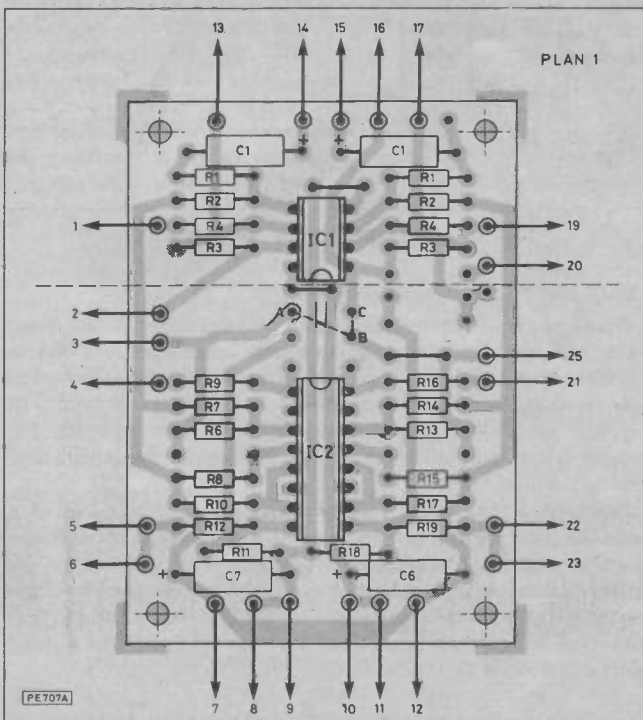 13 14 15 16 17
PLAN 1
+ +
C1 C1
R1 R1
R2 R2
1 R4 IC1 R4 19
R3 R3
20
2 A C
B
3 25
4 R9 R16 21
R7 R14
R6 IC2 R13
R8 R15
R10 R17
5 R12 R19 22
R11 R18
6 + C7 + C6 23
7 8 9 10 11 12
PE707A